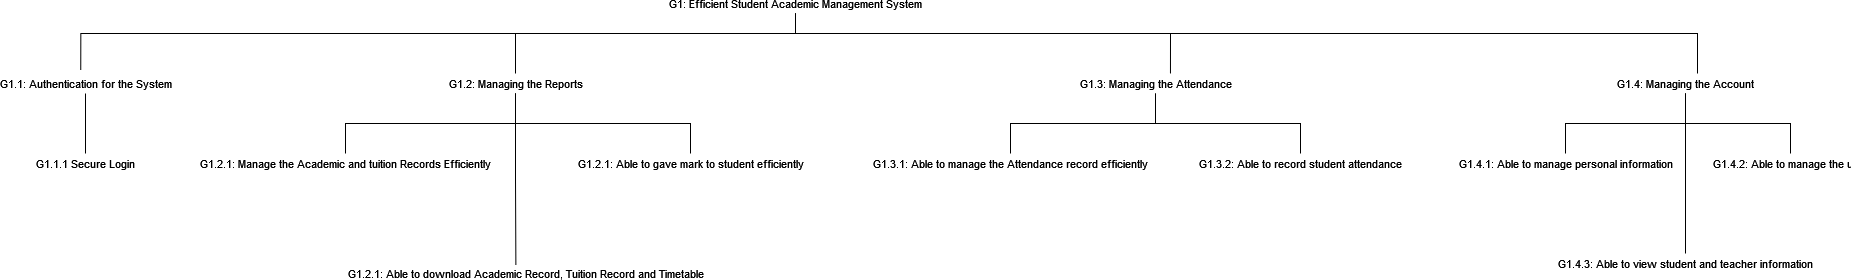 G1: Efficient Student Academic Management System
G1.1: Authentication for the System
G1.2: Managing the Reports
G1.3: Managing the Attendance
G1.4: Managing the Account
G1.1.1 Secure Login
G1.2.1: Manage the Academic and tuition Records Efficiently
G1.2.1: Able to gave mark to student efficiently
G1.3.1: Able to manage the Attendance record efficiently
G1.3.2: Able to record student attendance
G1.4.1: Able to manage personal information
G1.4.2: Able to manage the
G1.4.3: Able to view student and teacher information
G1.2.1: Able to download Academic Record, Tuition Record and Timetable